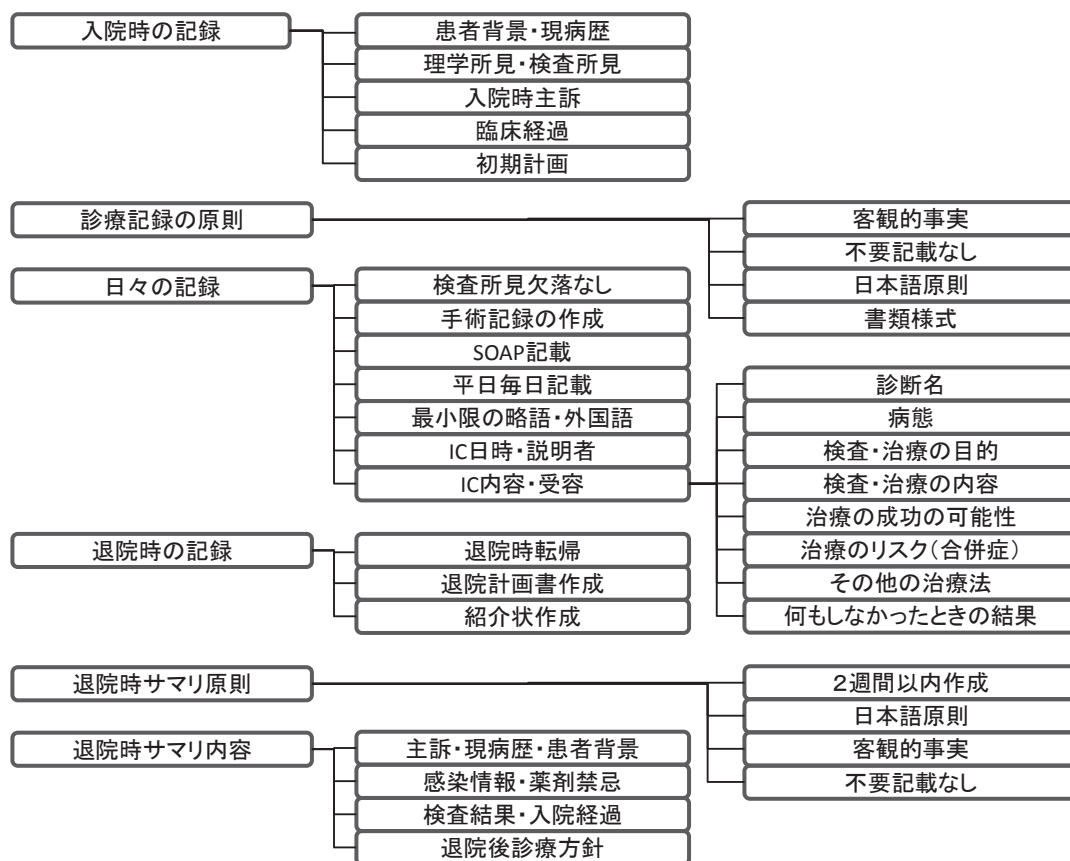 入院時の記録
患者背景・現病歴
理学所見・検査所見
入院時主訴
臨床経過
初期計画
診療記録の原則
客観的事実
不要記載なし
日本語原則
書類様式
日々の記録
検査所見欠落なし
手術記録の作成
SOAP記載
平日毎日記載
最小限の略語・外国語
IC日時・説明者
IC内容・受容
診断名
病態
検査・治療の目的
検査・治療の内容
治療の成功の可能性
治療のリスク(合併症)
その他の治療法
何もしなかったときの結果
退院時の記録
退院時転帰
退院計画書作成
紹介状作成
退院時サマリ原則
２週間以内作成
日本語原則
客観的事実
不要記載なし
退院時サマリ内容
主訴・現病歴・患者背景
感染情報・薬剤禁忌
検査結果・入院経過
退院後診療方針